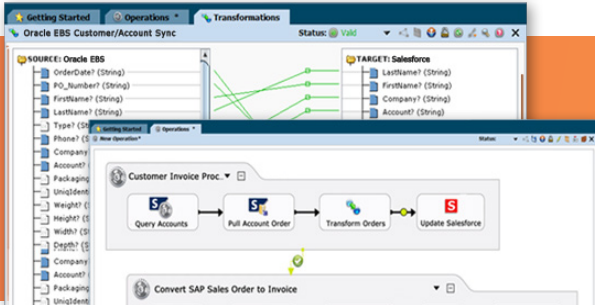 Getting Started
Operations *
Transformations
Oracle EBS Customer/Account Sync
Status: Valid
SOURCE: Oracle EBS
OrderDate? (String)
PO_Number? (String)
FirstName? (String)
LastName? (String)
Type? (St
Phone? (S
Company
Account?
Packaging
UniqIdent
Weight? (
Height? (S
Width? (S
Depth? (S
Company
Account?
Packaging
UniqIdent
TARGET: Salesforce
LastName? (String)
FirstName? (String)
Company? (String)
Account? (String)
Getting Started
Operations *
New Operation*
Status:
Customer Invoice Proc..
Query Accounts
Pull Account Order
Transform Orders
Update Salesforce
Convert SAP Sales Order to Invoice